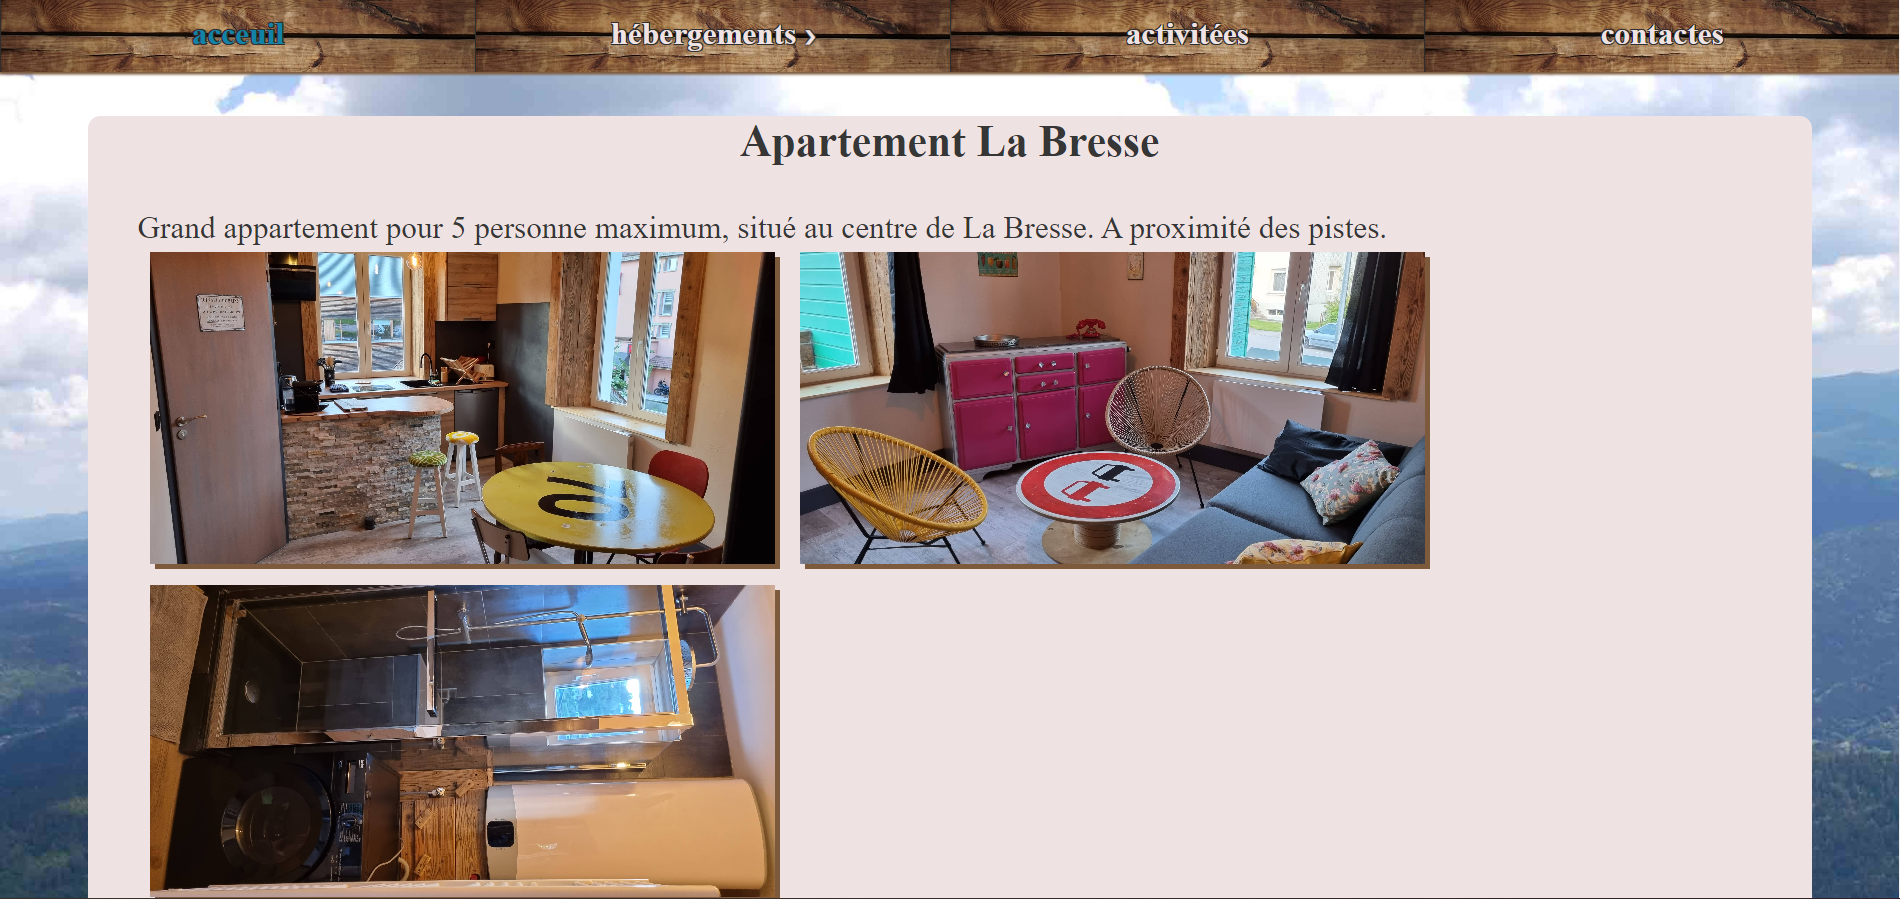 acceuil
hébergements ›
activitées
contactes
Apartement La Bresse
Grand appartement pour 5 personne maximum, situé au centre de La Bresse. A proximité des pistes.
70